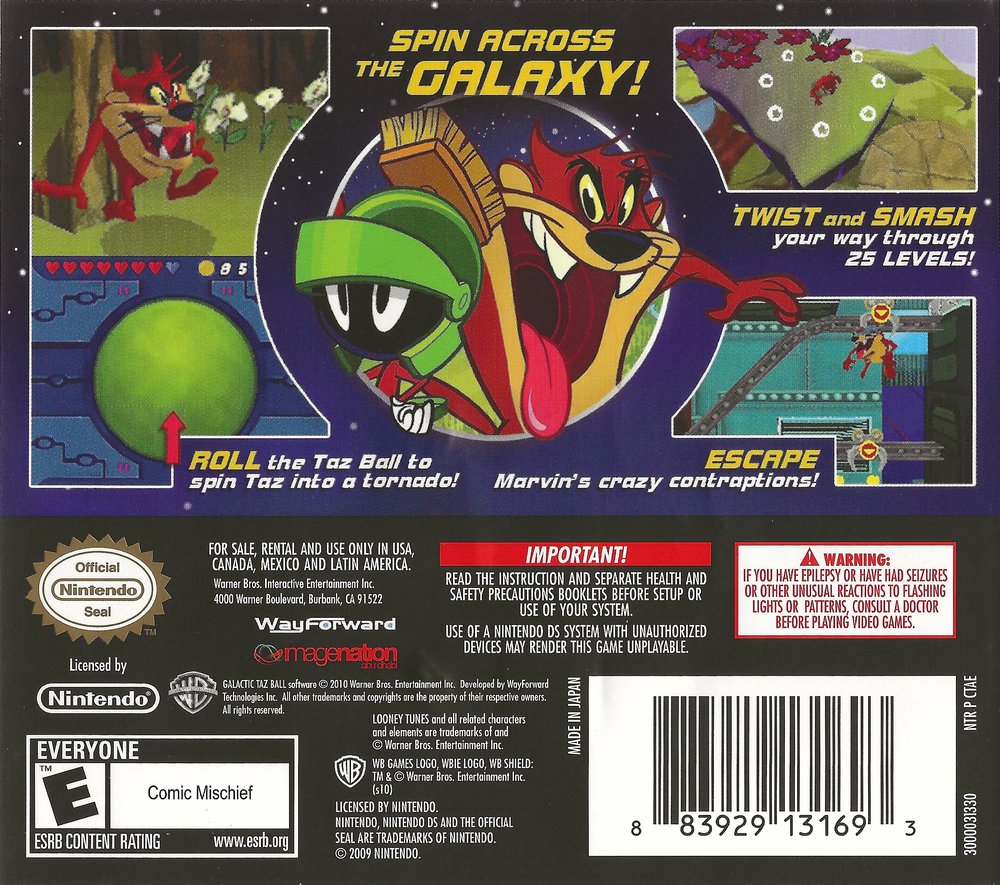 SPIN ACROSS
THE GALAXY!
TWIST and SMASH
your way through
25 LEVELS!
85
ROLL the Taz Ball to
spin Taz into a tornado!
ESCAPE
Marvin's crazy contraptions!
Official
Nintendo
Seal
TM
Licensed by
Nintendo®
FOR SALE, RENTAL AND USE ONLY IN USA,
CANADA, MEXICO AND LATIN AMERICA.
Warner Bros. Interactive Entertainment Inc.
4000 Warner Boulevard, Burbank, CA 91522
WayForward
imagenation
abu dhabi
IMPORTANT!
READ THE INSTRUCTION AND SEPARATE HEALTH AND
SAFETY PRECAUTIONS BOOKLETS BEFORE SETUP OR
USE OF YOUR SYSTEM.
USE OF A NINTENDO DS SYSTEM WITH UNAUTHORIZED
DEVICES MAY RENDER THIS GAME UNPLAYABLE.
WARNING:
IF YOU HAVE EPILEPSY OR HAVE HAD SEIZURES
OR OTHER UNUSUAL REACTIONS TO FLASHING
LIGHTS OR PATTERNS, CONSULT A DOCTOR
BEFORE PLAYING VIDEO GAMES.
GALACTIC TAZ BALL software © 2010 Warner Bros. Entertainment Inc. Developed by WayForward
Technologies Inc. All other trademarks and copyrights are the property of their respective owners.
All rights reserved.
LOONEY TUNES and all related characters
and elements are trademarks of and
© Warner Bros. Entertainment Inc.
WB
WB GAMES LOGO, WBIE LOGO, WB SHIELD:
TM & © Warner Bros. Entertainment Inc.
(s10)
LICENSED BY NINTENDO.
NINTENDO, NINTENDO DS AND THE OFFICIAL
SEAL ARE TRADEMARKS OF NINTENDO.
© 2009 NINTENDO.
EVERYONE
TM
E
Comic Mischief
ESRB CONTENT RATING www.esrb.org
MADE IN JAPAN
8 83929 13169 3
NTR P CTAE
3000031330